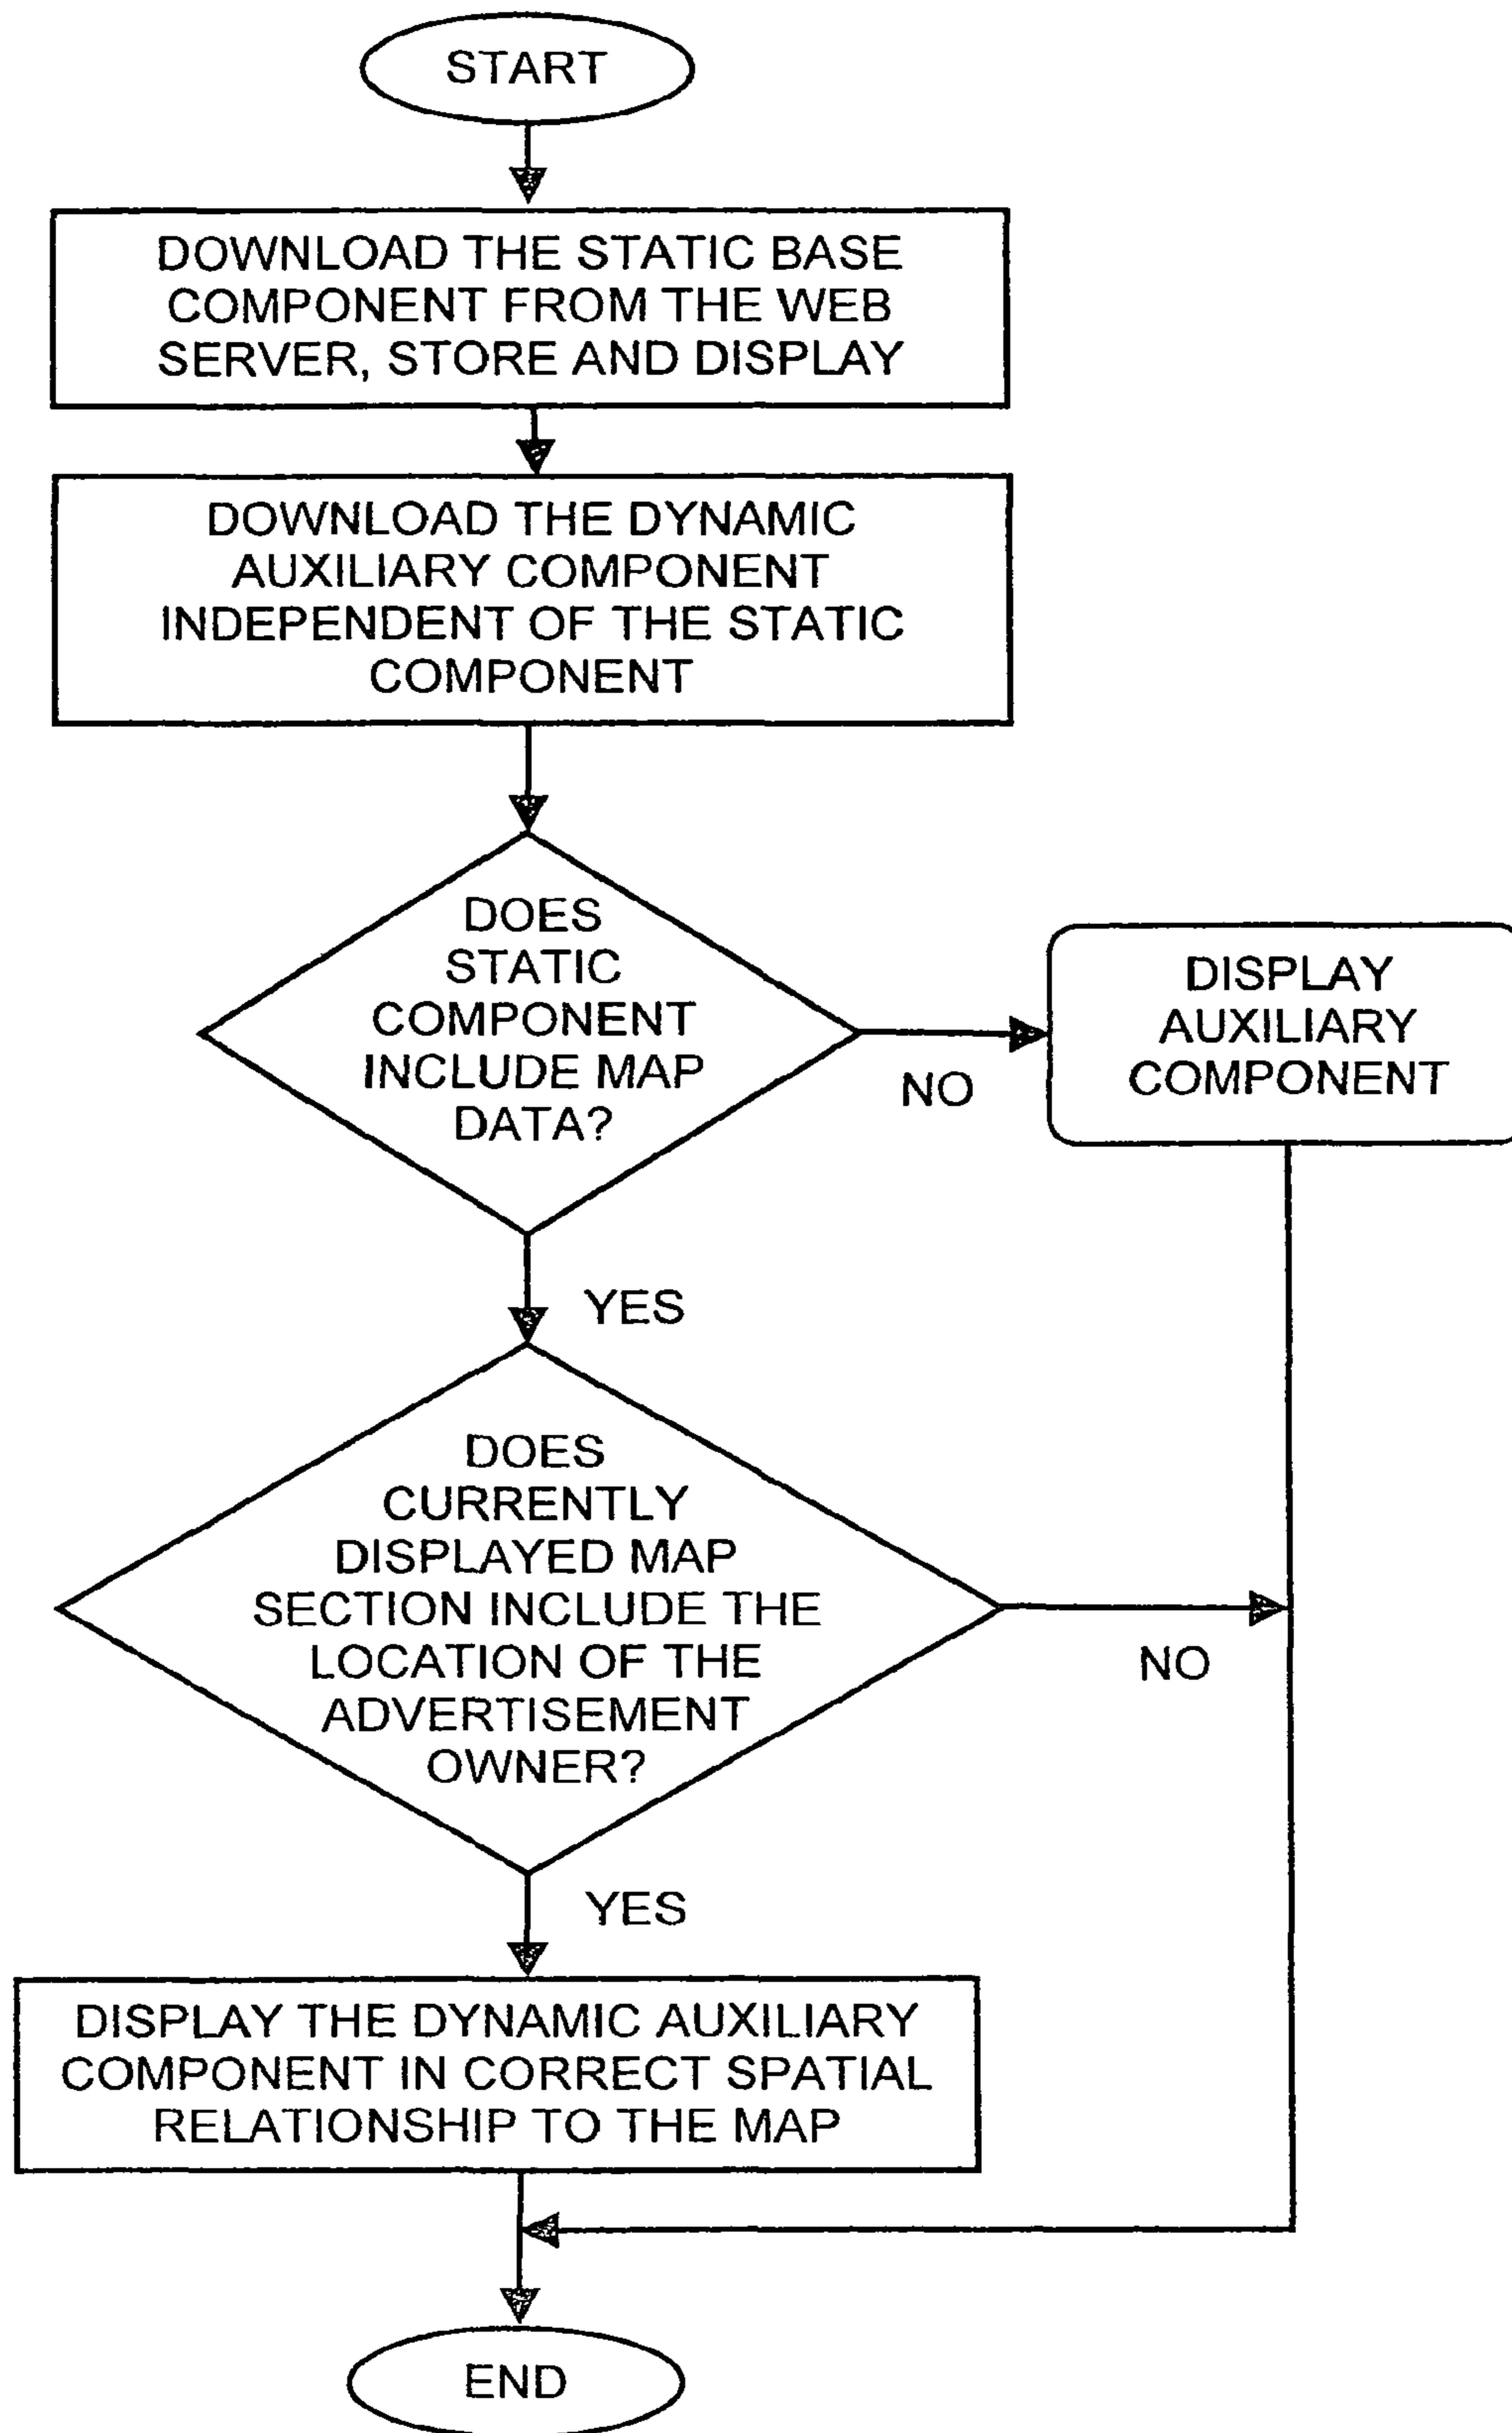 START
DOWNLOAD THE STATIC BASE
COMPONENT FROM THE WEB
SERVER, STORE AND DISPLAY
DOWNLOAD THE DYNAMIC
AUXILIARY COMPONENT
INDEPENDENT OF THE STATIC
COMPONENT
DOES
STATIC
COMPONENT
INCLUDE MAP
DATA?
NO
DISPLAY
AUXILIARY
COMPONENT
YES
DOES
CURRENTLY
DISPLAYED MAP
SECTION INCLUDE THE
LOCATION OF THE
ADVERTISEMENT
OWNER?
NO
YES
DISPLAY THE DYNAMIC AUXILIARY
COMPONENT IN CORRECT SPATIAL
RELATIONSHIP TO THE MAP
END